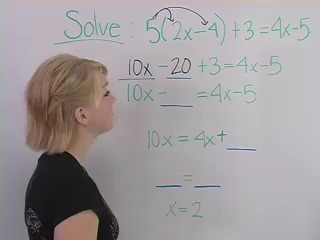 Solve: 5(2x-4)+3=4x-5
10x - 20 +3=4x-5
10x - ___ =4x-5
10x = 4x+ ___
___ = ___
x=2